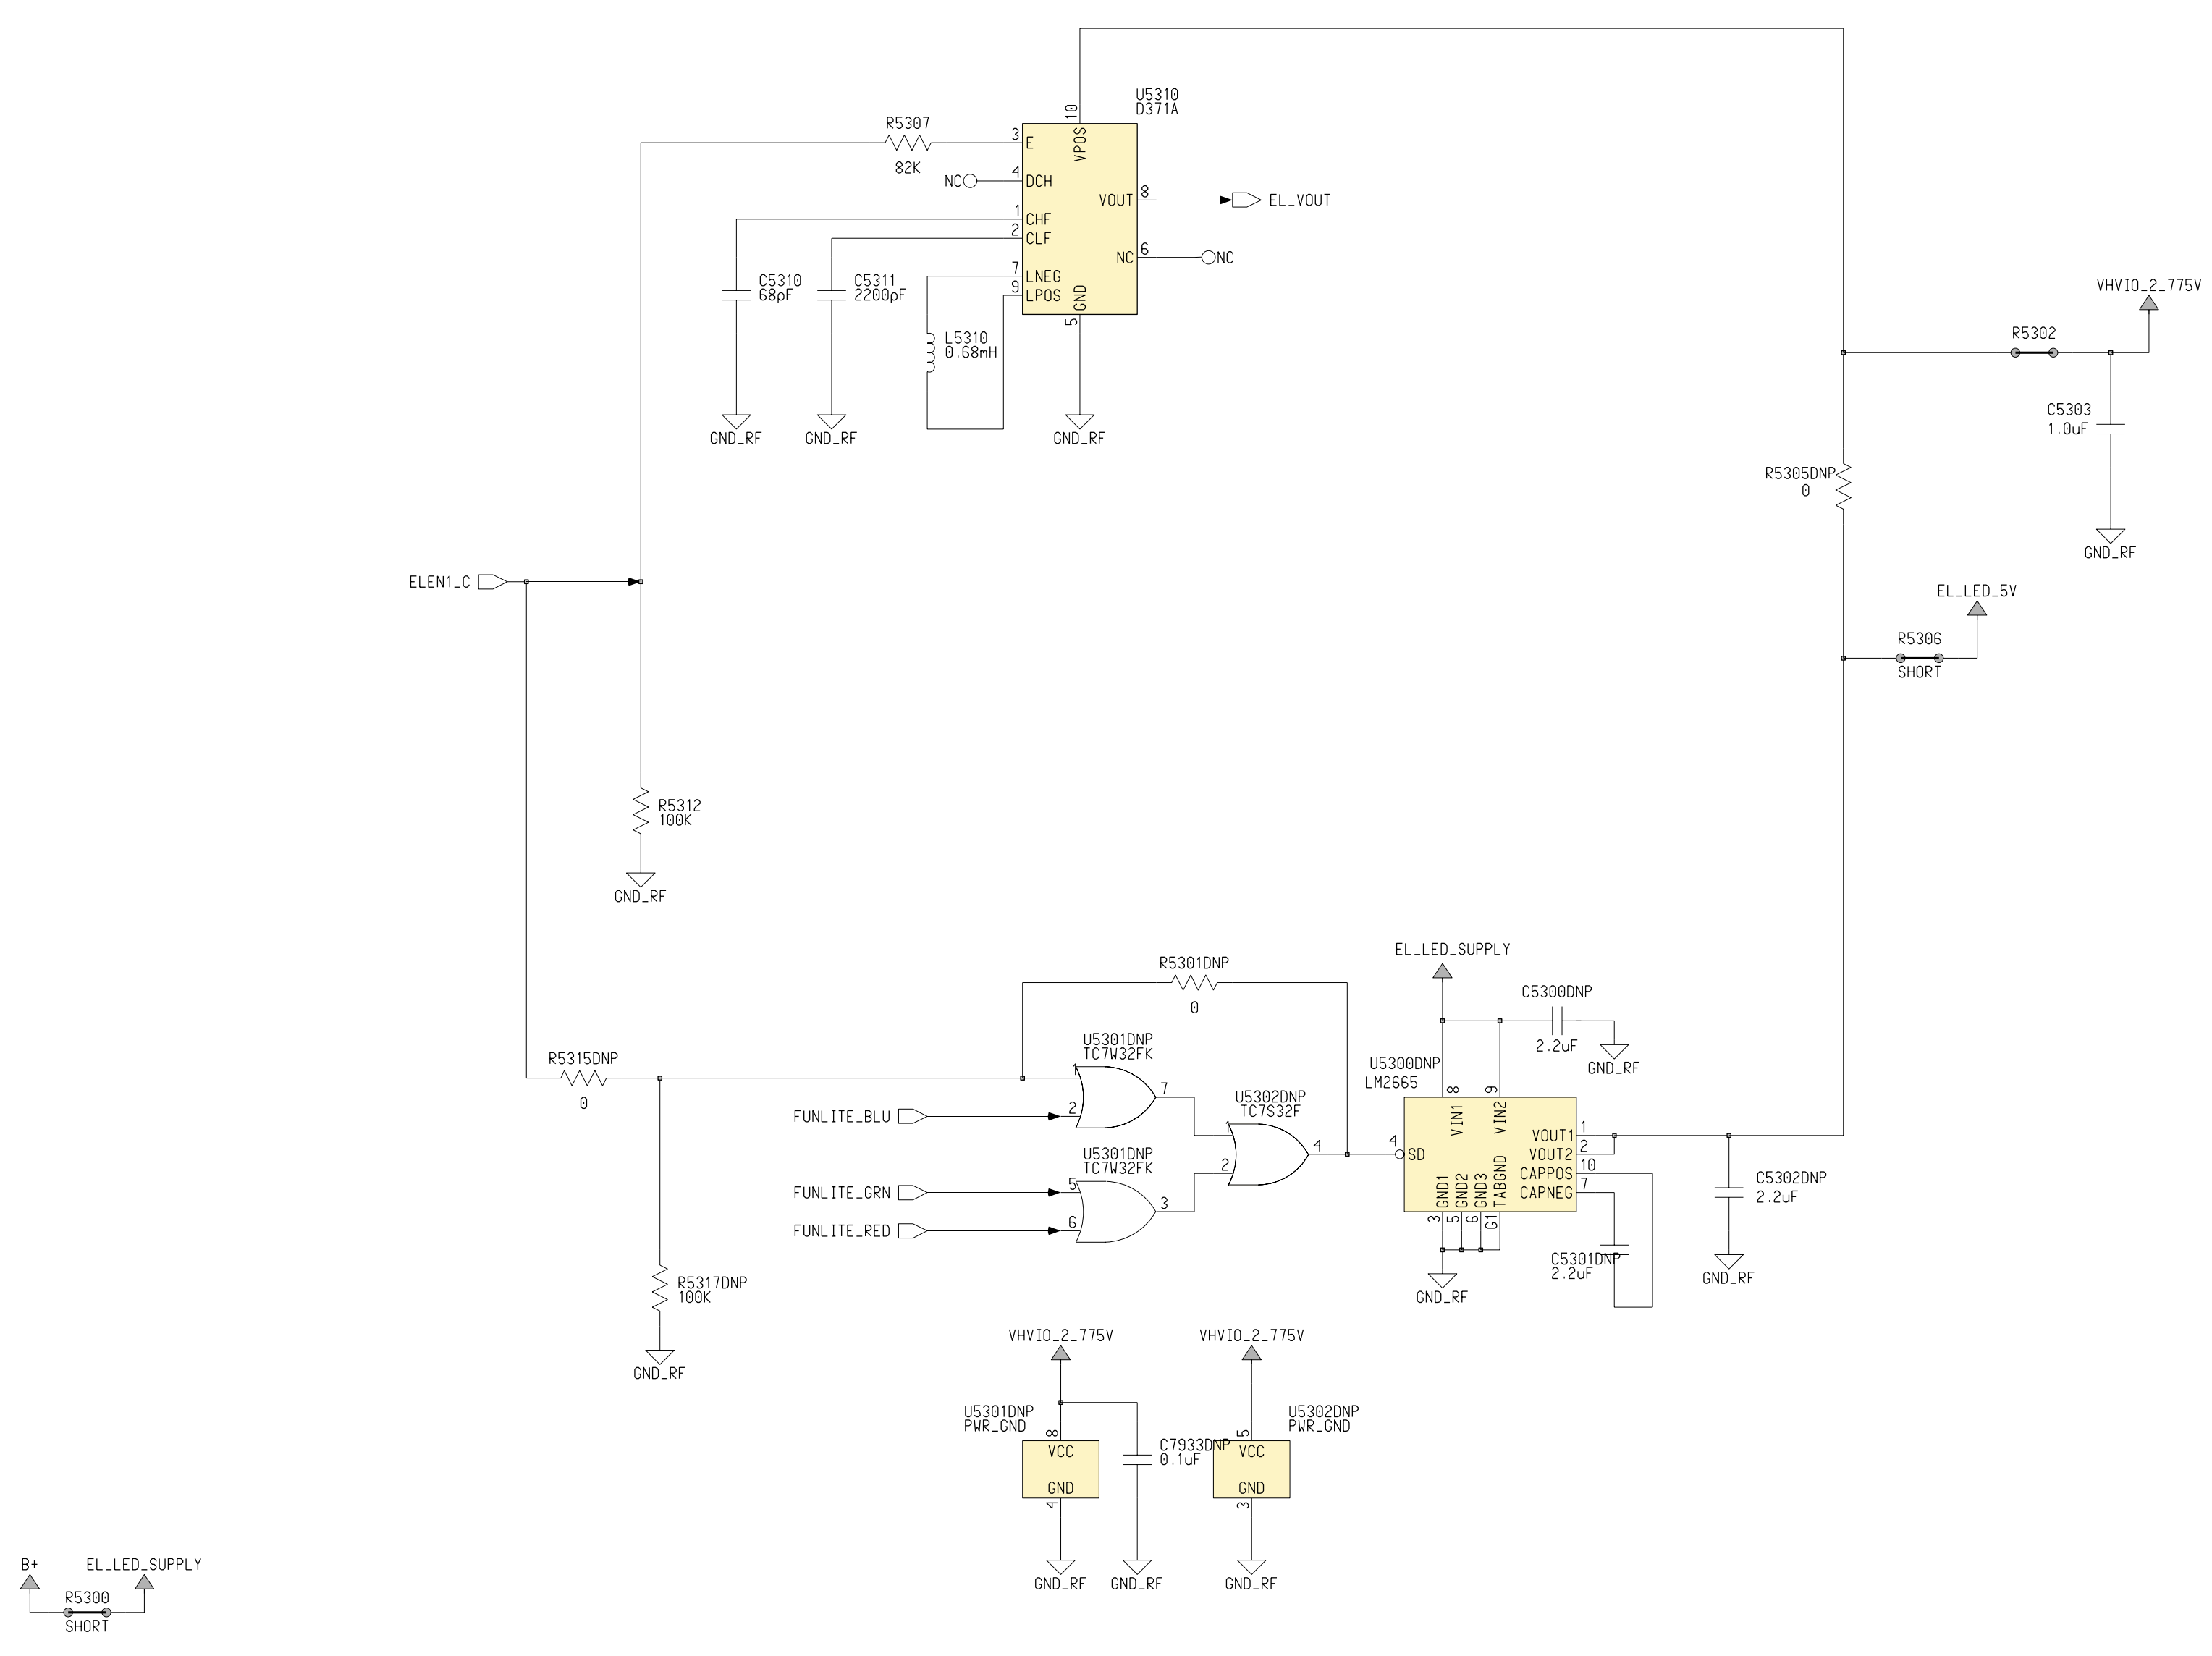 U5310
D371A
10
VPOS
R5307
82K
3
E
NC
4
DCH
1
CHF
2
CLF
7
LNEG
9
LPOS
GND
5
VOUT
8
EL_VOUT
NC
6
NC
C5310
68pF
C5311
2200pF
L5310
0.68mH
GND_RF
GND_RF
GND_RF
VHVIO_2_775V
R5302
C5303
1.0uF
GND_RF
R5305DNP
0
EL_LED_5V
R5306
SHORT
ELEN1_C
R5312
100K
GND_RF
EL_LED_SUPPLY
R5301DNP
0
C5300DNP
2.2uF
GND_RF
U5301DNP
TC7W32FK
R5315DNP
0
1
7
FUNLITE_BLU
2
U5302DNP
TC7S32F
1
2
4
U5301DNP
TC7W32FK
FUNLITE_GRN
5
3
FUNLITE_RED
6
U5300DNP
LM2665
8
9
VIN1
VIN2
4
SD
VOUT1
1
VOUT2
2
CAPPOS
10
CAPNEG
7
GND1
GND2
GND3
TABGND
3
5
6
G1
GND_RF
C5301DNP
2.2uF
C5302DNP
2.2uF
GND_RF
R5317DNP
100K
GND_RF
VHVIO_2_775V
VHVIO_2_775V
U5301DNP
PWR_GND
8
VCC
GND
4
C7933DNP
0.1uF
U5302DNP
PWR_GND
5
VCC
GND
3
GND_RF
GND_RF
GND_RF
B+
EL_LED_SUPPLY
R5300
SHORT